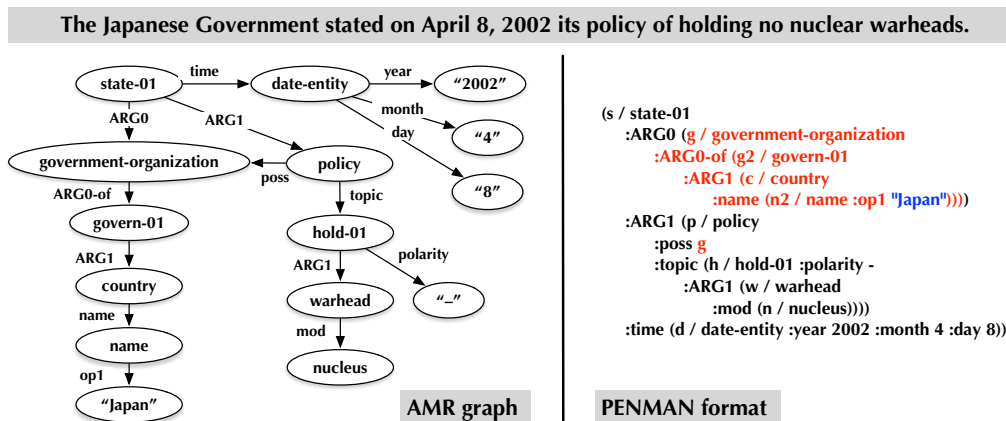 The Japanese Government stated on April 8, 2002 its policy of holding no nuclear warheads.
state-01
time
date-entity
year
"2002"
month
"4"
day
"8"
ARG0
ARG1
government-organization
poss
policy
ARG0-of
topic
govern-01
hold-01
ARG1
ARG1
polarity
country
warhead
"–"
name
mod
name
nucleus
op1
"Japan"
AMR graph
(s / state-01
:ARG0 (g / government-organization
:ARG0-of (g2 / govern-01
:ARG1 (c / country
:name (n2 / name :op1 "Japan"))))
:ARG1 (p / policy
:poss g
:topic (h / hold-01 :polarity -
:ARG1 (w / warhead
:mod (n / nucleus))))
:time (d / date-entity :year 2002 :month 4 :day 8))
PENMAN format